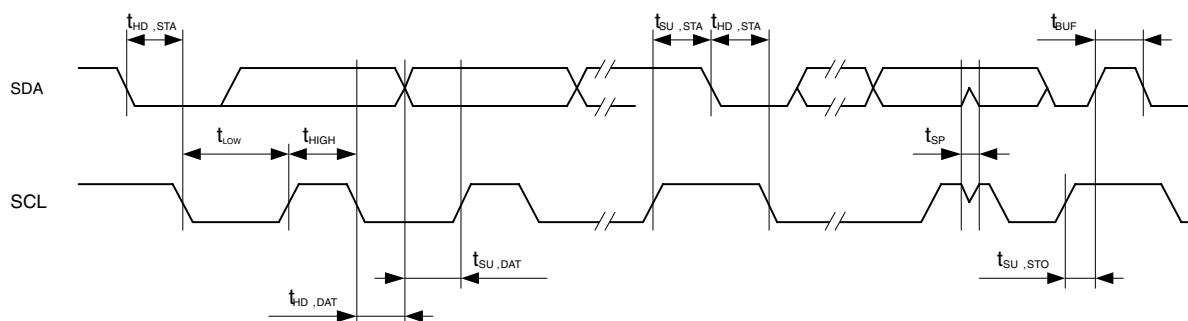 tHD ,STA
tSU ,STA
tHD ,STA
tBUF
SDA
tLOW
tHIGH
tSP
SCL
tSU ,DAT
tSU ,STO
tHD ,DAT